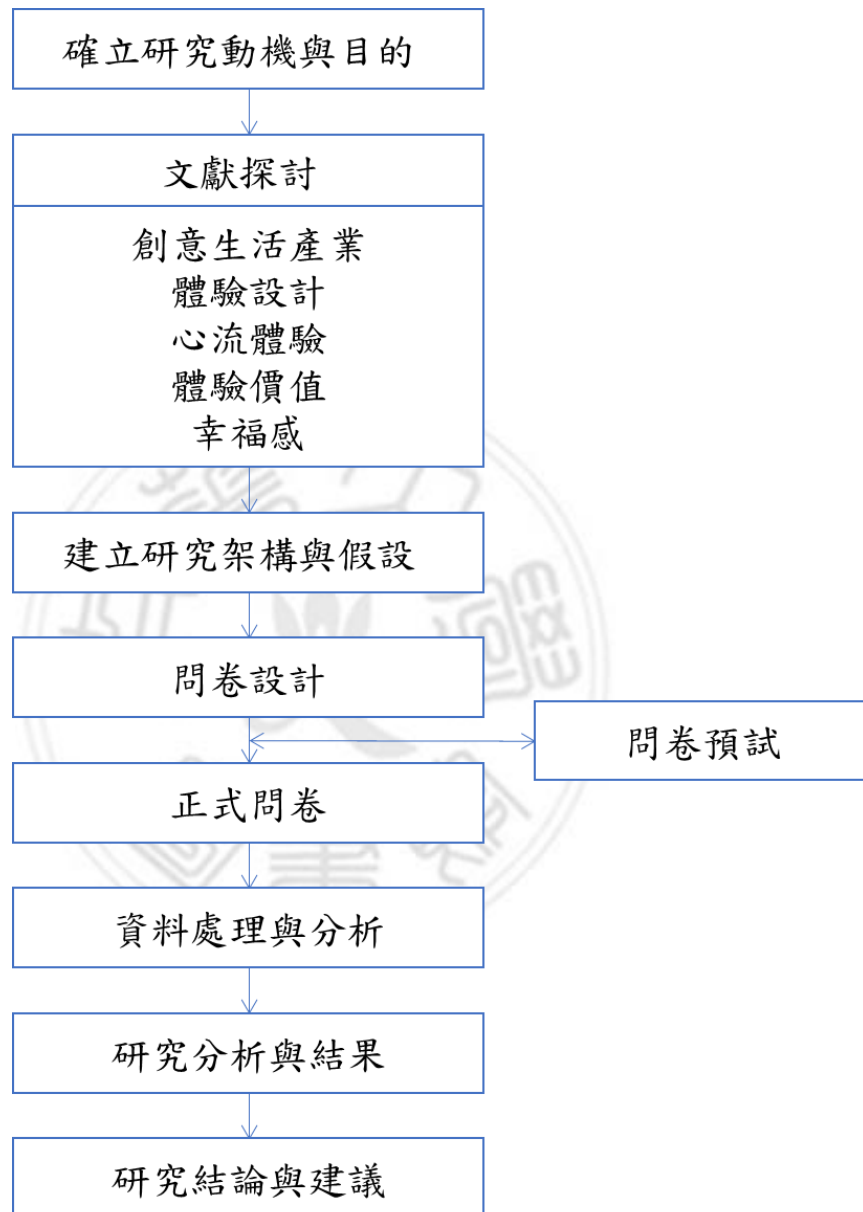 確立研究動機與目的
文獻探討
創意生活產業
體驗設計
心流體驗
體驗價值
幸福感
建立研究架構與假設
問卷設計
問卷預試
正式問卷
資料處理與分析
研究分析與結果
研究結論與建議